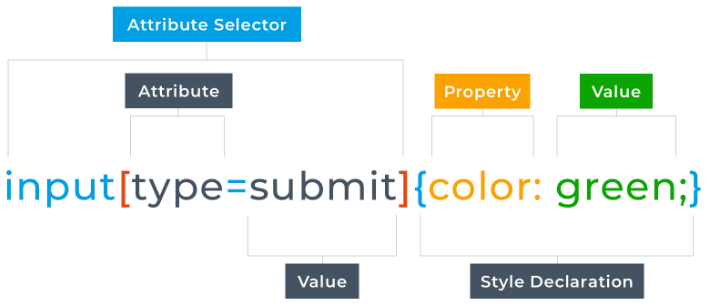 Attribute Selector
Attribute
Property
Value
input[type=submit]{color: green;}
Value
Style Declaration